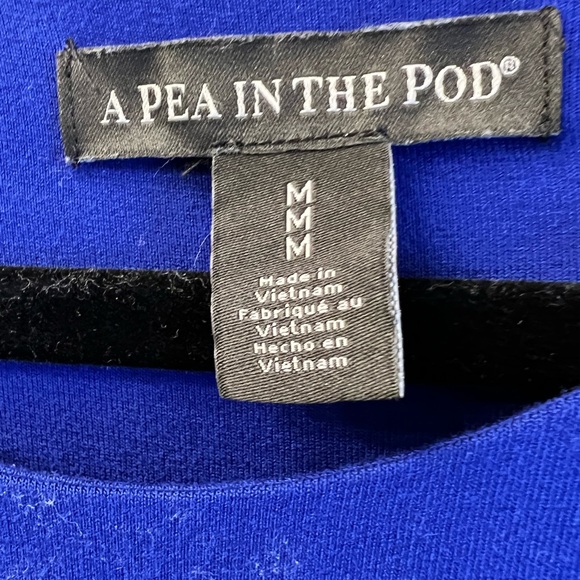 A PEA IN THE POD®
M
M
M
Made in
Vietnam
Fabriqué au
Vietnam
Hecho en
Vietnam